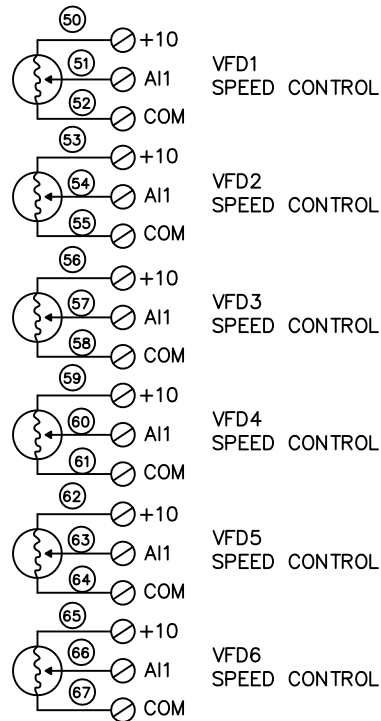 50
+10
51
AI1
VFD1
SPEED CONTROL
52
COM
53
+10
54
AI1
VFD2
SPEED CONTROL
55
COM
56
+10
57
AI1
VFD3
SPEED CONTROL
58
COM
59
+10
60
AI1
VFD4
SPEED CONTROL
61
COM
62
+10
63
AI1
VFD5
SPEED CONTROL
64
COM
65
+10
66
AI1
VFD6
SPEED CONTROL
67
COM